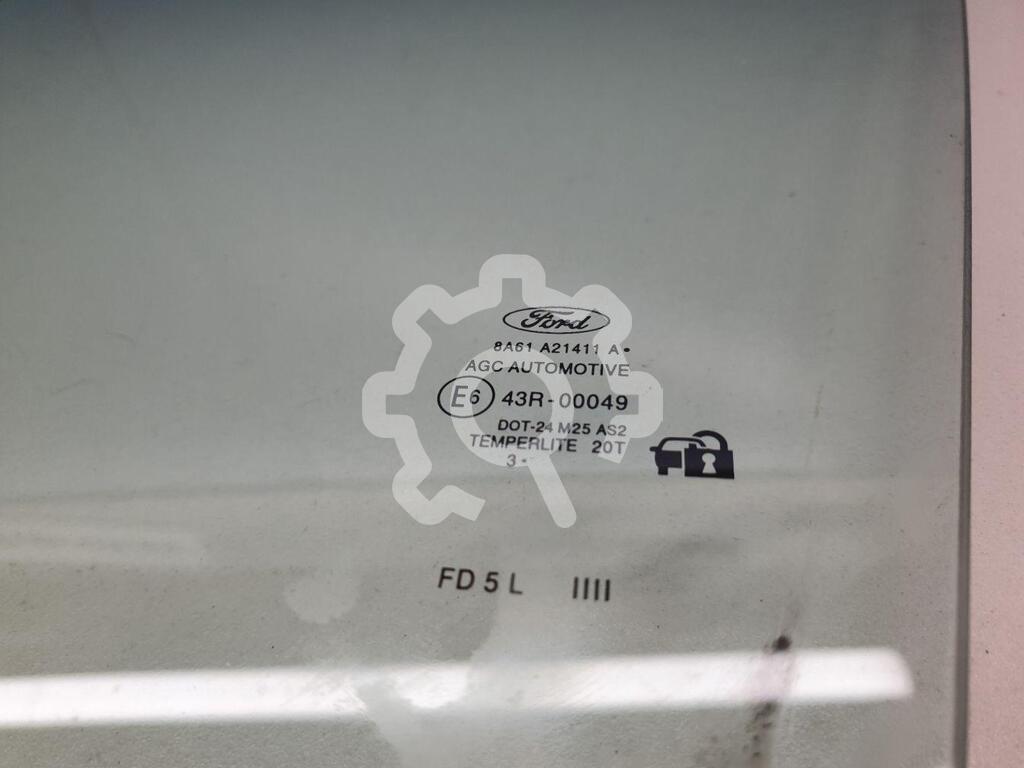 Ford
8A61 A21411 A
AGC AUTOMOTIVE
E6 43R-00049
DOT-24 M25 AS2
TEMPERLITE 20T
3
FD 5 L IIII